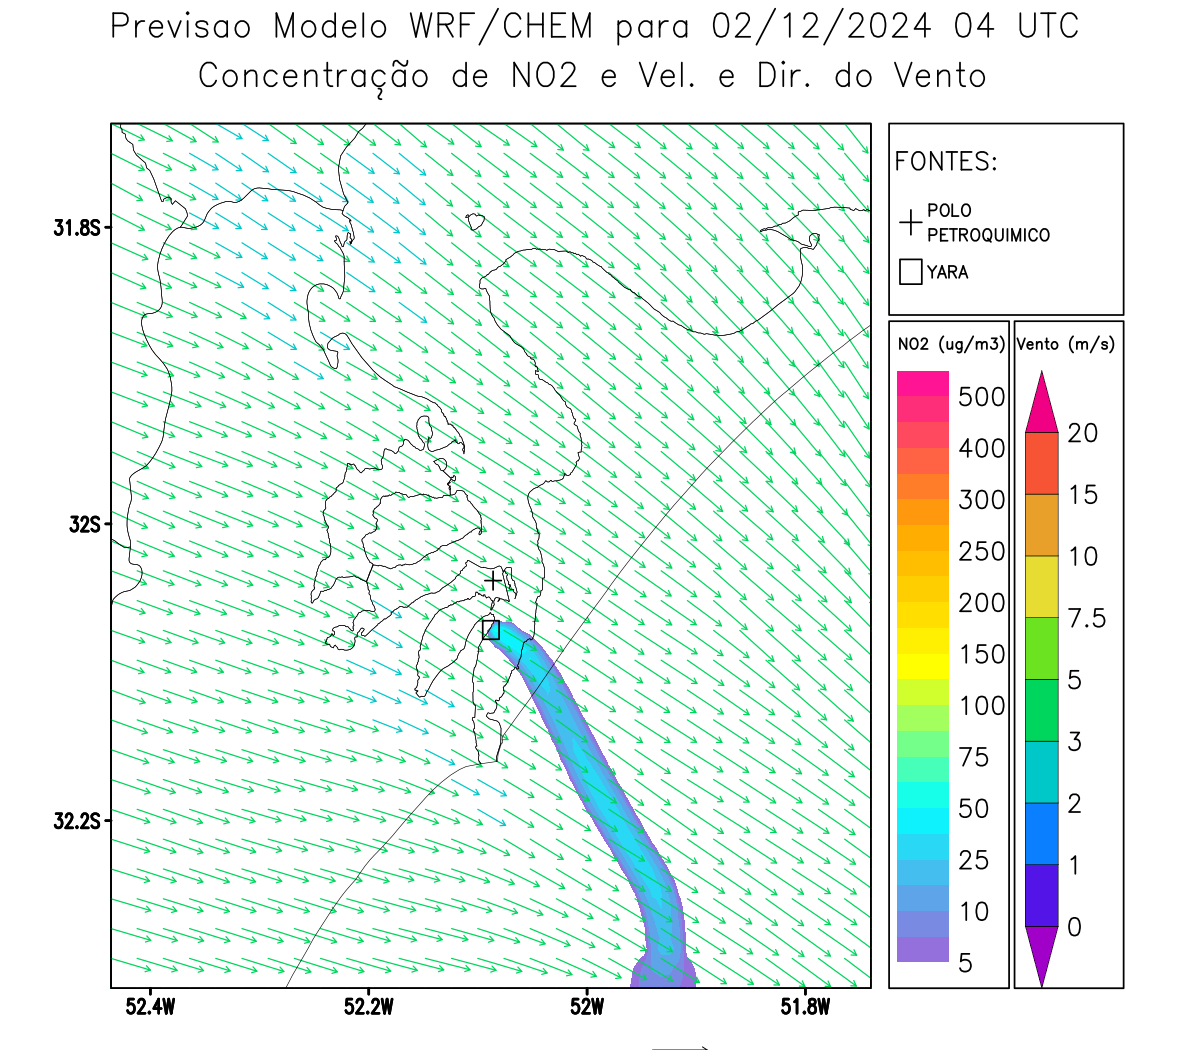 Previsao Modelo WRF/CHEM para 02/12/2024 04 UTC
Concentração de NO2 e Vel. e Dir. do Vento
FONTES:
POLO
PETROQUIMICO
YARA
NO2 (ug/m3)
500
400
300
250
200
150
100
75
50
25
10
5
Vento (m/s)
20
15
10
7.5
5
3
2
1
0
31.8S
32S
32.2S
52.4W
52.2W
52W
51.8W